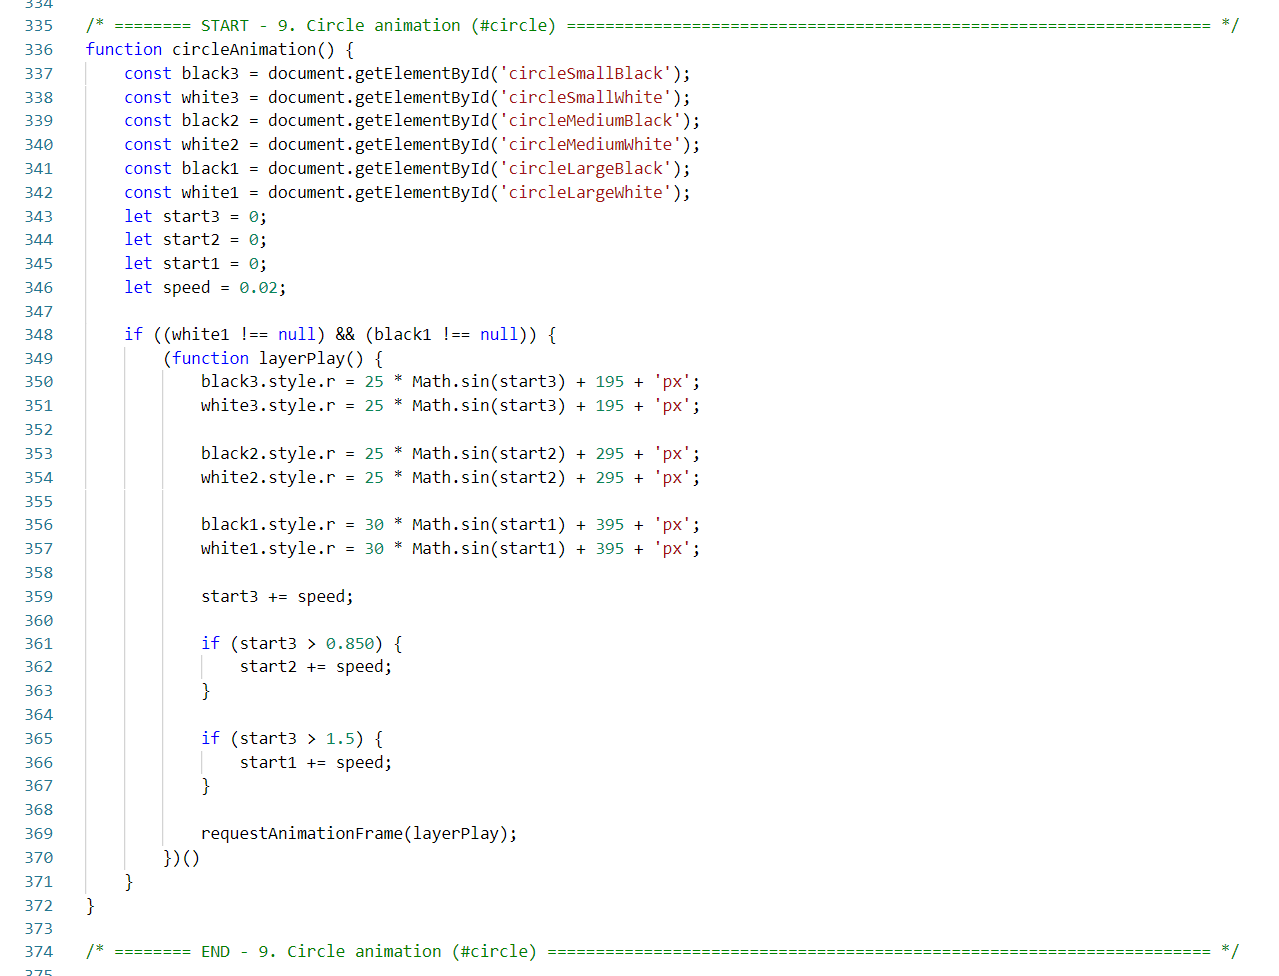 334
335 /* ======== START - 9. Circle animation (#circle) =================================================================== */
336 function circleAnimation() {
337 const black3 = document.getElementById('circleSmallBlack');
338 const white3 = document.getElementById('circleSmallWhite');
339 const black2 = document.getElementById('circleMediumBlack');
340 const white2 = document.getElementById('circleMediumWhite');
341 const black1 = document.getElementById('circleLargeBlack');
342 const white1 = document.getElementById('circleLargeWhite');
343 let start3 = 0;
344 let start2 = 0;
345 let start1 = 0;
346 let speed = 0.02;
347
348 if ((white1 !== null) && (black1 !== null)) {
349 (function layerPlay() {
350 black3.style.r = 25 * Math.sin(start3) + 195 + 'px';
351 white3.style.r = 25 * Math.sin(start3) + 195 + 'px';
352
353 black2.style.r = 25 * Math.sin(start2) + 295 + 'px';
354 white2.style.r = 25 * Math.sin(start2) + 295 + 'px';
355
356 black1.style.r = 30 * Math.sin(start1) + 395 + 'px';
357 white1.style.r = 30 * Math.sin(start1) + 395 + 'px';
358
359 start3 += speed;
360
361 if (start3 > 0.850) {
362 start2 += speed;
363 }
364
365 if (start3 > 1.5) {
366 start1 += speed;
367 }
368
369 requestAnimationFrame(layerPlay);
370 })()
371 }
372 }
373
374 /* ======== END - 9. Circle animation (#circle) ===================================================================== */
375